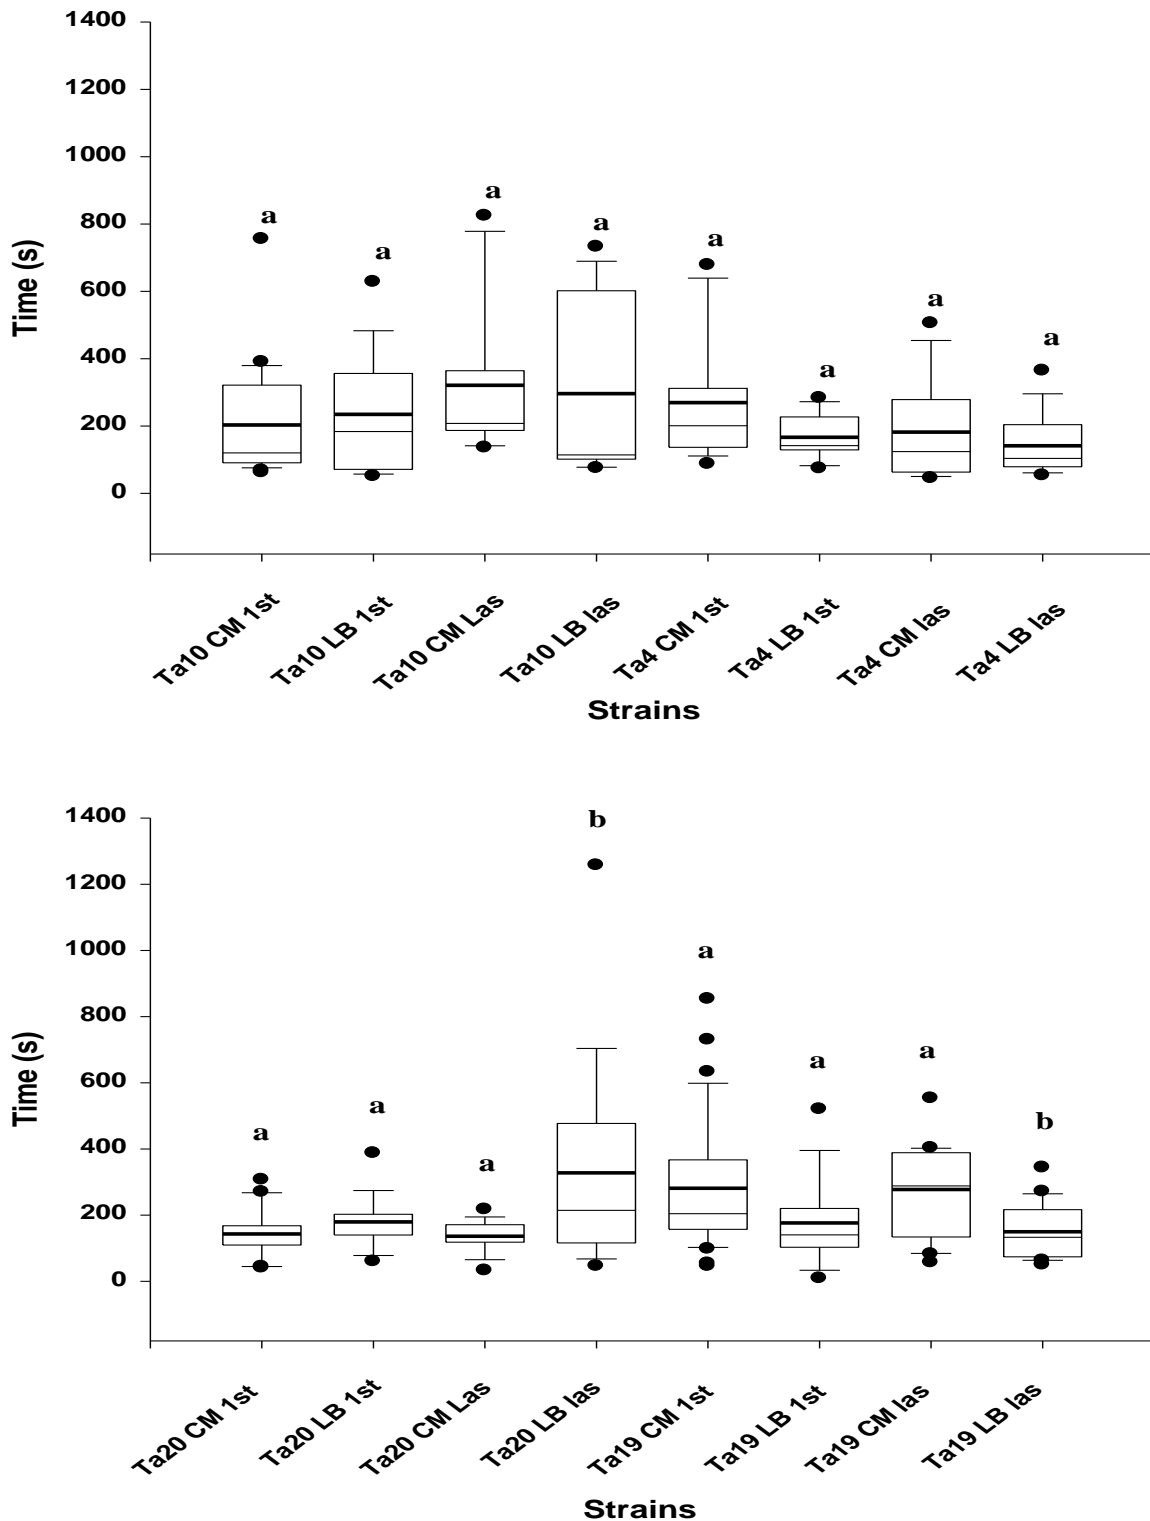 1400
1200
1000
800
600
400
200
0
Time (s)
a
a
a
a
a
a
a
a
Ta10 CM 1st
Ta10 LB 1st
Ta10 CM Las
Ta10 LB las
Ta4 CM 1st
Ta4 LB 1st
Ta4 CM las
Ta4 LB las
Strains
1400
1200
1000
800
600
400
200
0
Time (s)
a
a
a
b
a
a
a
b
Ta20 CM 1st
Ta20 LB 1st
Ta20 CM Las
Ta20 LB las
Ta19 CM 1st
Ta19 LB 1st
Ta19 CM las
Ta19 LB las
Strains